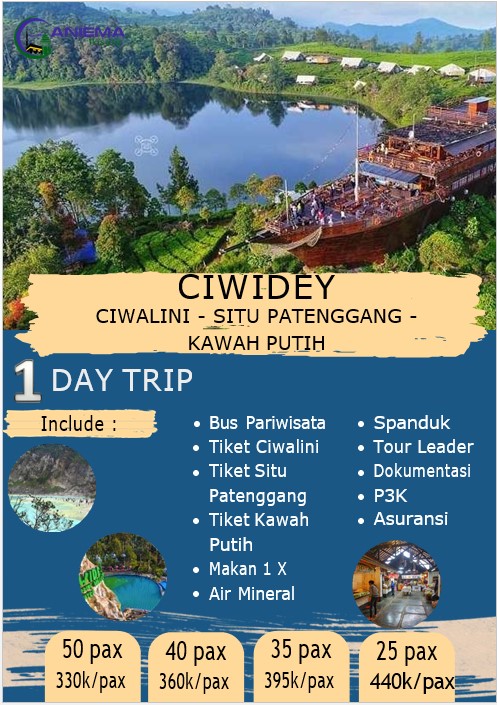 GANIEMA
CIWIDEY
CIWALINI - SITU PATENGGANG -
KAWAH PUTIH
1 DAY TRIP
Include :
Bus Pariwisata
Tiket Ciwalini
Tiket Situ
Patenggang
Tiket Kawah
Putih
Makan 1 X
Air Mineral
Spanduk
Tour Leader
Dokumentasi
P3K
Asuransi
50 pax
330k/pax
40 pax
360k/pax
35 pax
395k/pax
25 pax
440k/pax